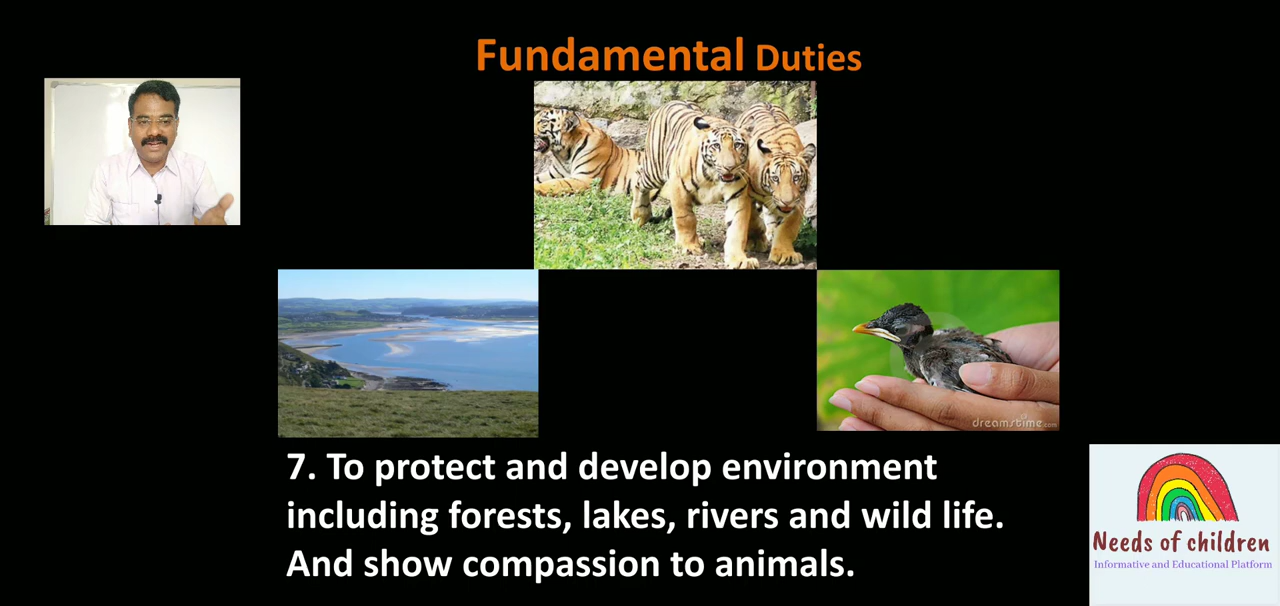 Fundamental Duties
dreamstime.com
7. To protect and develop environment
including forests, lakes, rivers and wild life.
And show compassion to animals.
Needs of children
Informative and Educational Platform